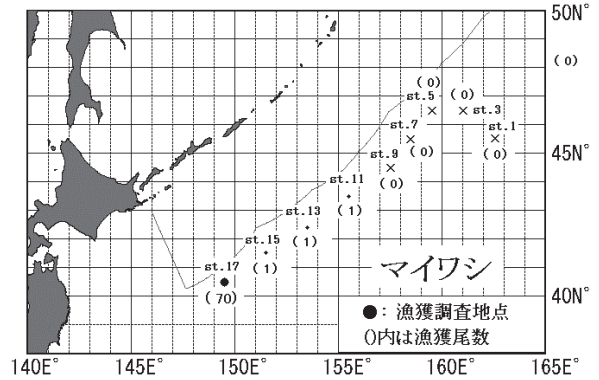 50N°
(0)
(0)
(0)
st.5
st.3
st.7
st.1
(0)
(0)
45N°
st.9
(0)
st.11
(1)
st.13
(1)
st.15
(1)
st.17
(70)
マイワシ
40N°
●：漁獲調査地点
()内は漁獲尾数
140E°
145E°
150E°
155E°
160E°
165E°